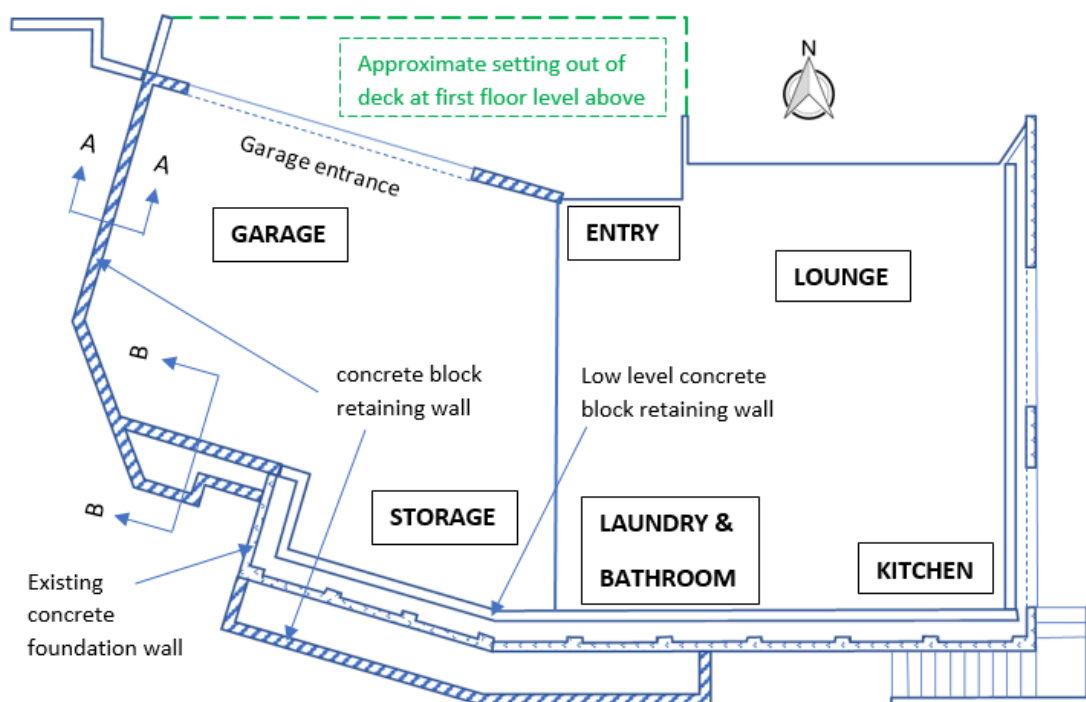 Approximate setting out of
deck at first floor level above
N
A
A
Garage entrance
GARAGE
ENTRY
LOUNGE
B
concrete block
retaining wall
Low level concrete
block retaining wall
B
STORAGE
LAUNDRY &
BATHROOM
KITCHEN
Existing
concrete
foundation wall